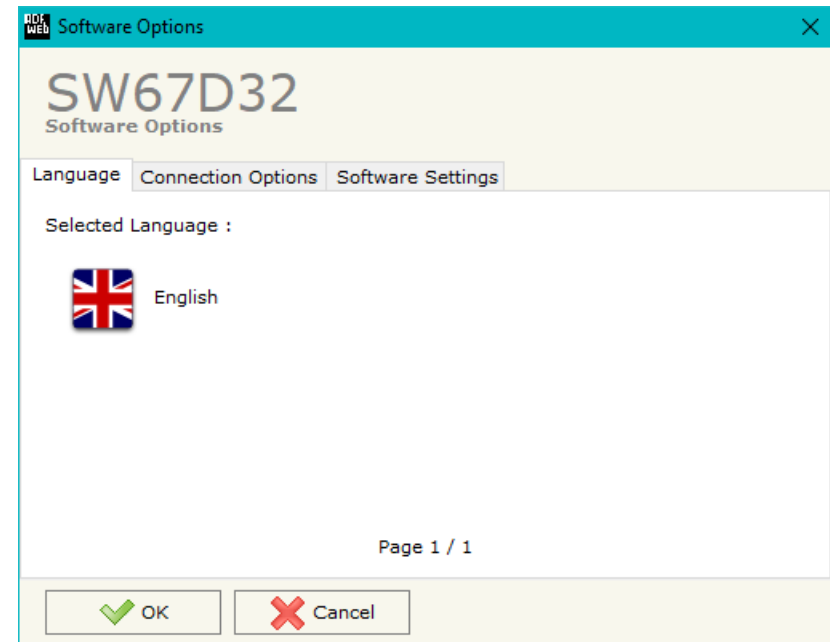 ADF
WEB
Software Options
SW67D32
Software Options
Language Connection Options Software Settings
Selected Language :
English
Page 1 / 1
OK Cancel